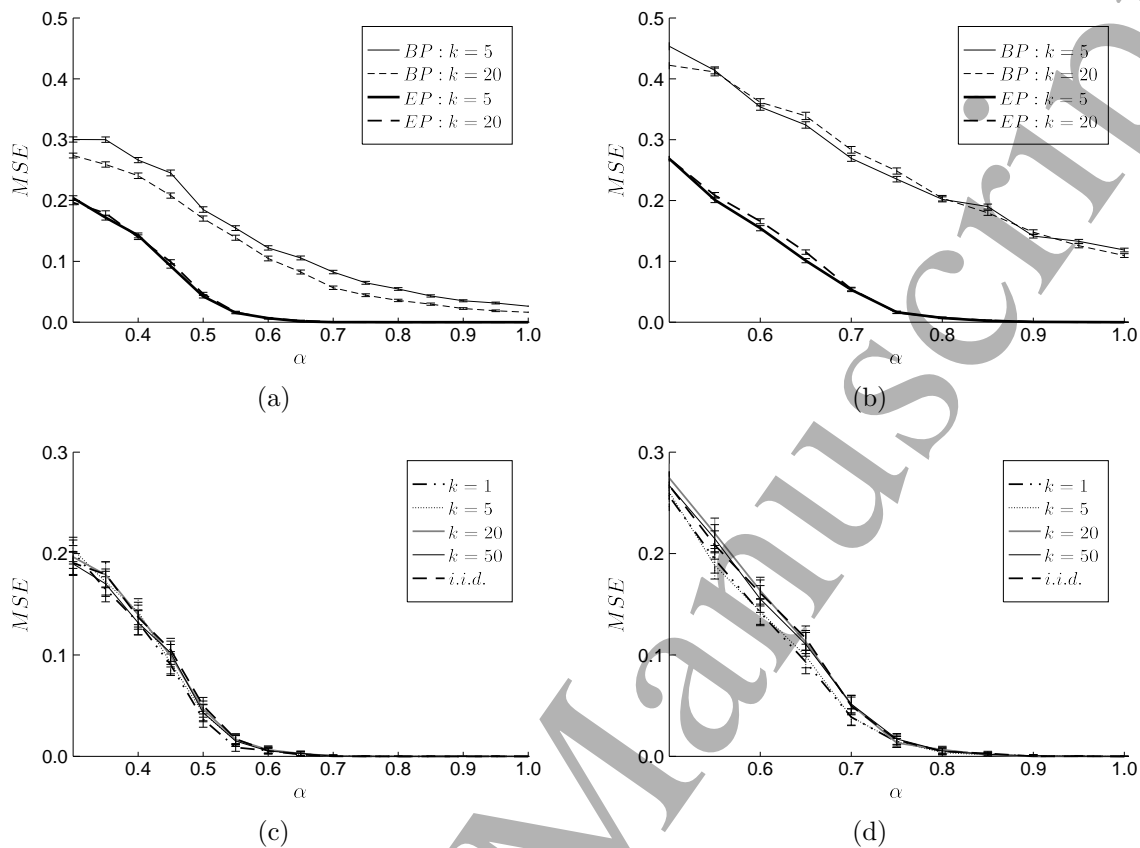 0.5
0.4
0.3
0.2
0.1
0.0
MSE
0.4 0.5 0.6 0.7 0.8 0.9 1.0
α
BP : k = 5
BP : k = 20
EP : k = 5
EP : k = 20
(a)
0.5
0.4
0.3
0.2
0.1
0.0
MSE
0.6 0.7 0.8 0.9 1.0
α
BP : k = 5
BP : k = 20
EP : k = 5
EP : k = 20
(b)
0.3
0.2
0.1
0.0
MSE
0.4 0.5 0.6 0.7 0.8 0.9 1.0
α
k = 1
k = 5
k = 20
k = 50
i.i.d.
(c)
0.3
0.2
0.1
0.0
MSE
0.6 0.7 0.8 0.9 1.0
α
k = 1
k = 5
k = 20
k = 50
i.i.d.
(d)